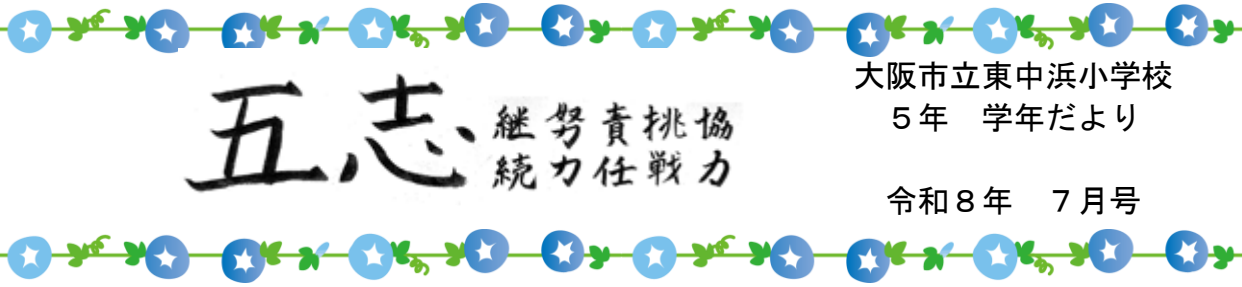 五志
継続 努力 責任 挑戦 協力
大阪市立東中浜小学校
５年　学年だより
令和８年　７月号